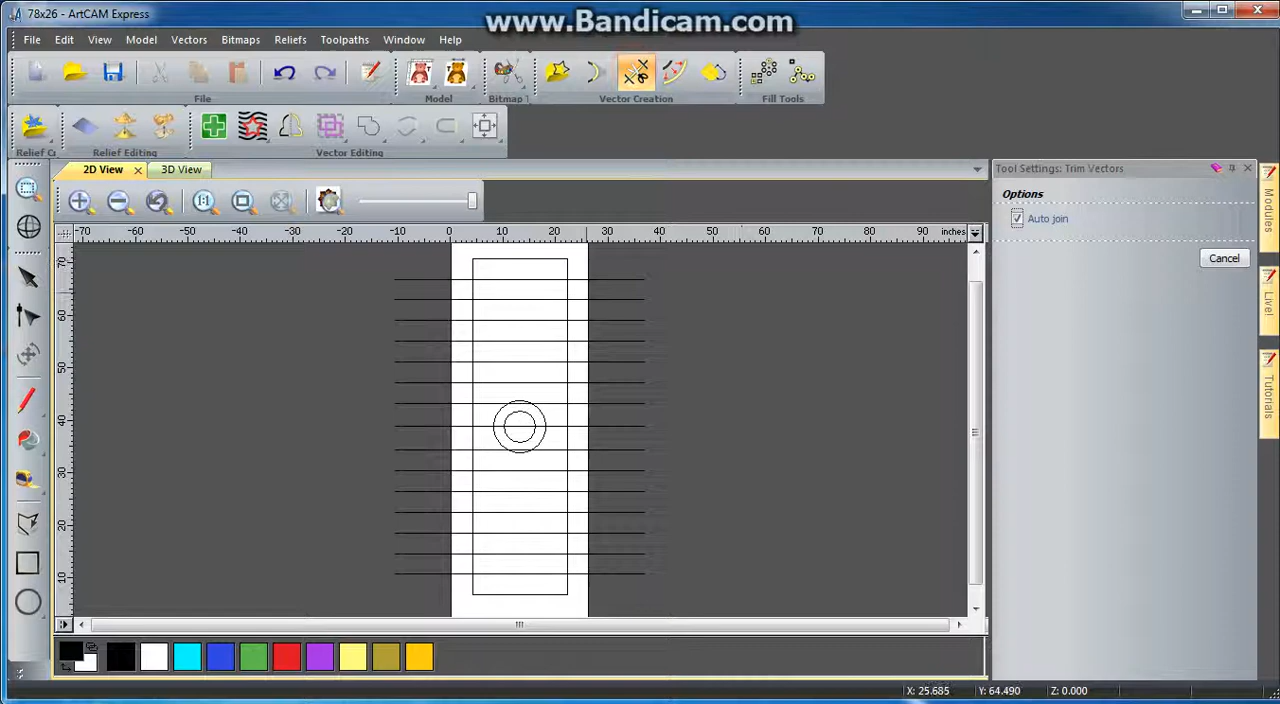 78x26 - ArtCAM Express
www.Bandicam.com
File Edit View Model Vectors Bitmaps Reliefs Toolpaths Window Help
File Model Bitmap Vector Creation Fill Tools
Relief Editing Vector Editing
2D View 3D View
Tool Settings: Trim Vectors
Options
Auto join
Cancel
Modules
Live!
Tutorials
1:1
-70 -60 -50 -40 -30 -20 -10 0 10 20 30 40 50 60 70 80 90 inches
70
60
50
40
30
20
10
X: 25.685 Y: 64.490 Z: 0.000